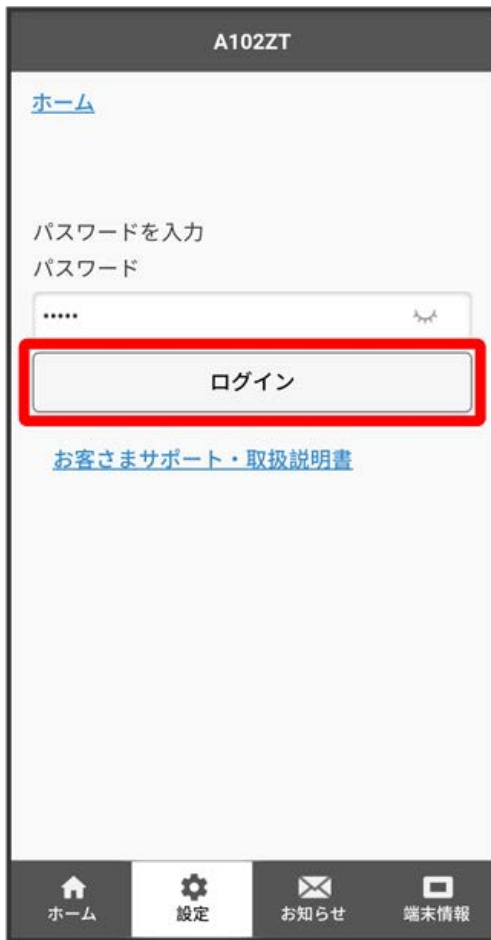 A102ZT
ホーム
パスワードを入力
パスワード
•••••
ログイン
お客さまサポート・取扱説明書
ホーム
設定
お知らせ
端末情報